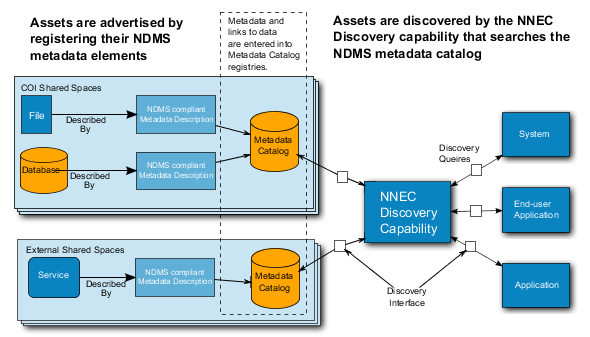 Assets are advertised by
registering their NDMS
metadata elements
Metadata and
links to data
are entered into
Metadata Catalog
registries.
Assets are discovered by the NNEC
Discovery capability that searches the
NDMS metadata catalog
COI Shared Spaces
File
Described
By
NDMS compliant
Metadata Description
Metadata
Catalog
Database
Described
By
NDMS compliant
Metadata Description
External Shared Spaces
Service
Described
By
NDMS compliant
Metadata Description
Metadata
Catalog
NNEC
Discovery
Capability
Discovery
Queires
Discovery
Interface
System
End-user
Application
Application